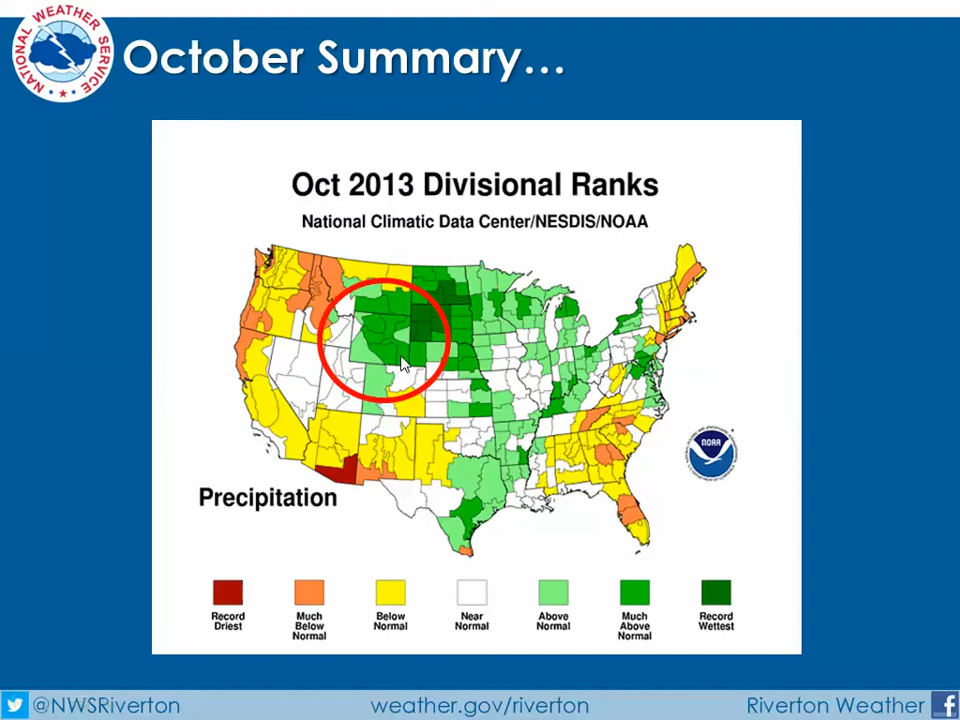 NATIONAL WEATHER SERVICE
October Summary…
Oct 2013 Divisional Ranks
National Climatic Data Center/NESDIS/NOAA
NOAA
Precipitation
Record
Driest
Much
Below
Normal
Below
Normal
Near
Normal
Above
Normal
Much
Above
Normal
Record
Wettest
@NWSRiverton
weather.gov/riverton
Riverton Weather